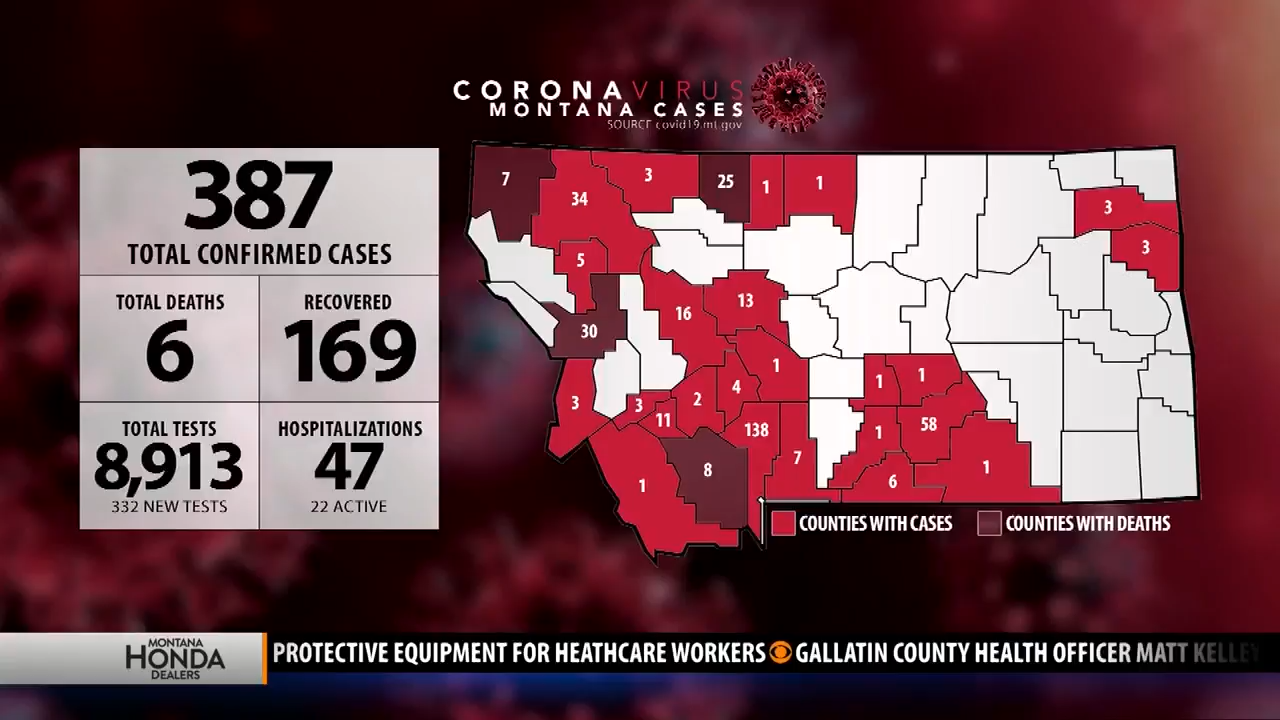 CORONAVIRUS
MONTANA CASES
SOURCE covid19.mt.gov
387
TOTAL CONFIRMED CASES
TOTAL DEATHS
6
RECOVERED
169
TOTAL TESTS
8,913
332 NEW TESTS
HOSPITALIZATIONS
47
22 ACTIVE
7
34
3
25
1
1
3
3
5
30
16
13
1
1
1
3
3
11
2
4
138
7
1
58
8
1
6
1
COUNTIES WITH CASES
COUNTIES WITH DEATHS
MONTANA
HONDA
DEALERS
PROTECTIVE EQUIPMENT FOR HEATHCARE WORKERS GALLATIN COUNTY HEALTH OFFICER MATT KELLEY